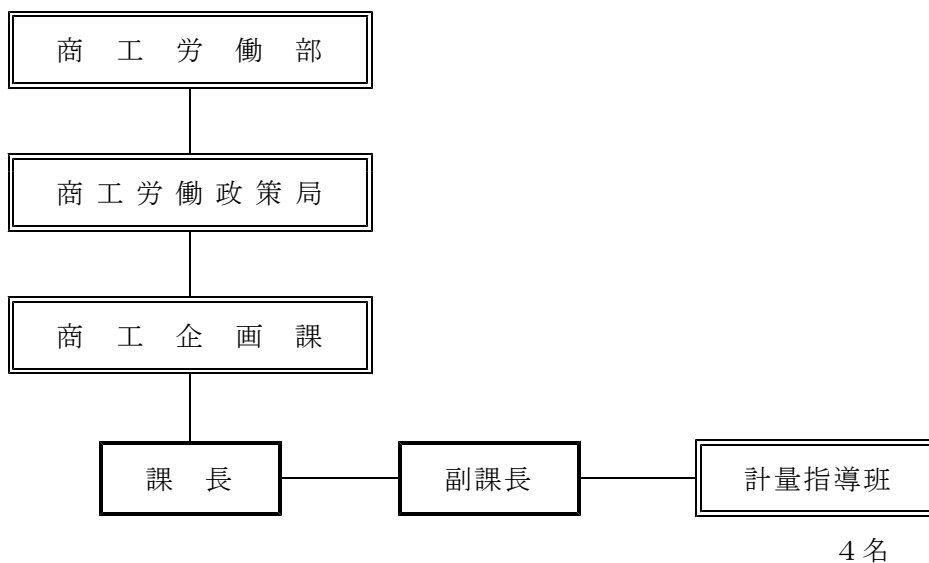 商工労働部
商工労働政策局
商工企画課
課長
副課長
計量指導班
4名